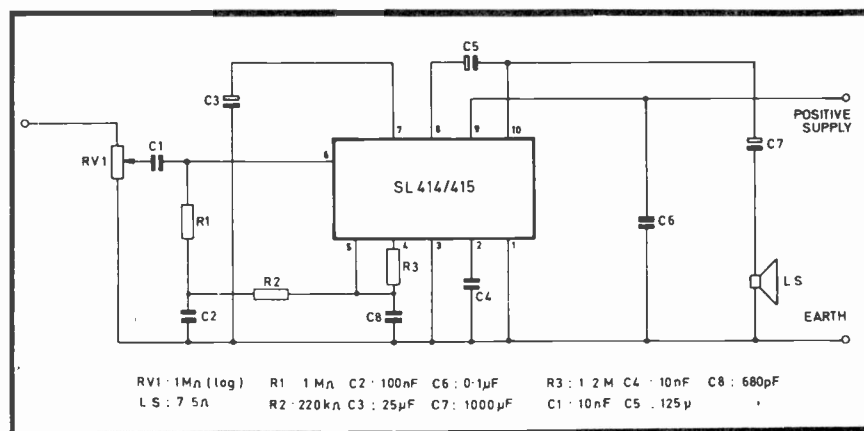 C5
C3
7
8
9
10
POSITIVE
SUPPLY
C1
6
C7
RV1
SL 414/415
R1
C6
5
4
3
2
1
R3
R2
C4
LS
C2
C8
EARTH
RV1 : 1MΩ (log) R1 1 MΩ C2 · 100nF C6 : 0·1µF R3 : 1 2 M C4 · 10nF C8 : 680pF
LS : 7 5Ω R2 · 220kΩ C3 : 25µF C7 : 1000µF C1 · 10nF C5 . 125µ